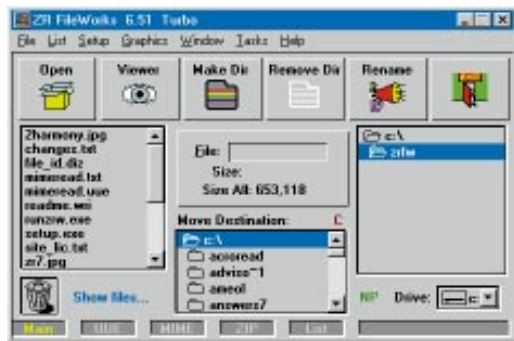 ZR FileWorks 6.51 Turbo
File List Setup Graphics Window Tasks Help
Open Viewer Make Dir Remove Dir Rename
2harmony.jpg
changes.txt
file_id.diz
mimeread.txt
mimeread.uue
readme.wri
runzrw.exe
setup.exe
site_lic.txt
zr7.jpg
File:
Size:
Size All: 653,118
Move Destination: C
c:\
acroread
advisc~1
ameol
answers7
c:\
zrfw
Show files...
NP Drive: c:
Main UUE MIME ZIP List